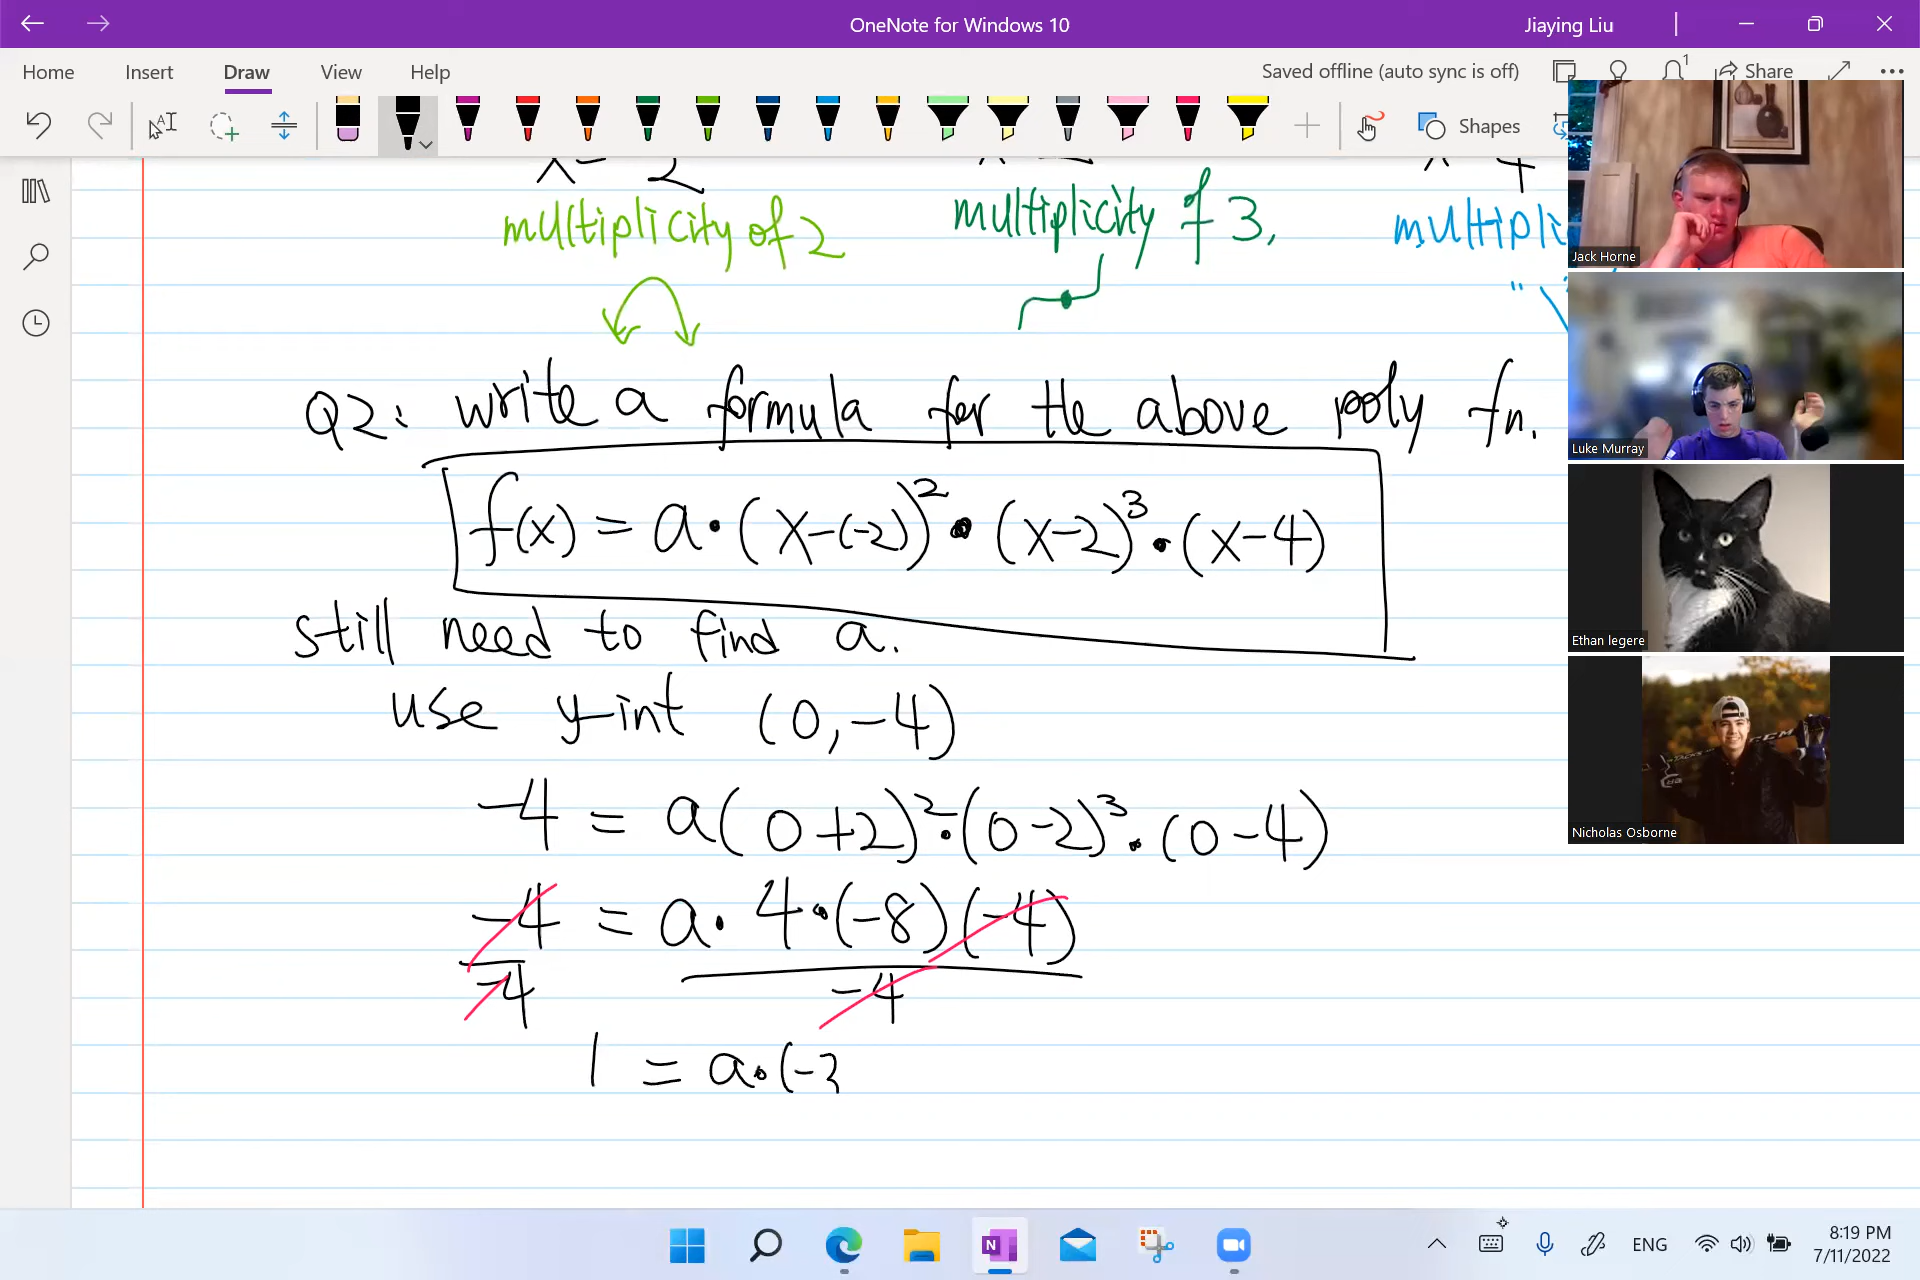 OneNote for Windows 10
Jiaying Liu
Home Insert Draw View Help
Saved offline (auto sync is off)
1
Share
Shapes
multiplicity of 2
multiplicity of 3,
Q2: write a formula for the above poly fn.
f(x) = a·(x-(-2))²·(x-2)³·(x-4)
still need to find a.
use y-int (0,-4)
-4 = a(0+2)²·(0-2)³·(0-4)
-4 = a·4·(-8)(-4)
-4 -4
1 = a·(-3
Jack Horne
Luke Murray
Ethan legere
Nicholas Osborne
ENG
8:19 PM
7/11/2022